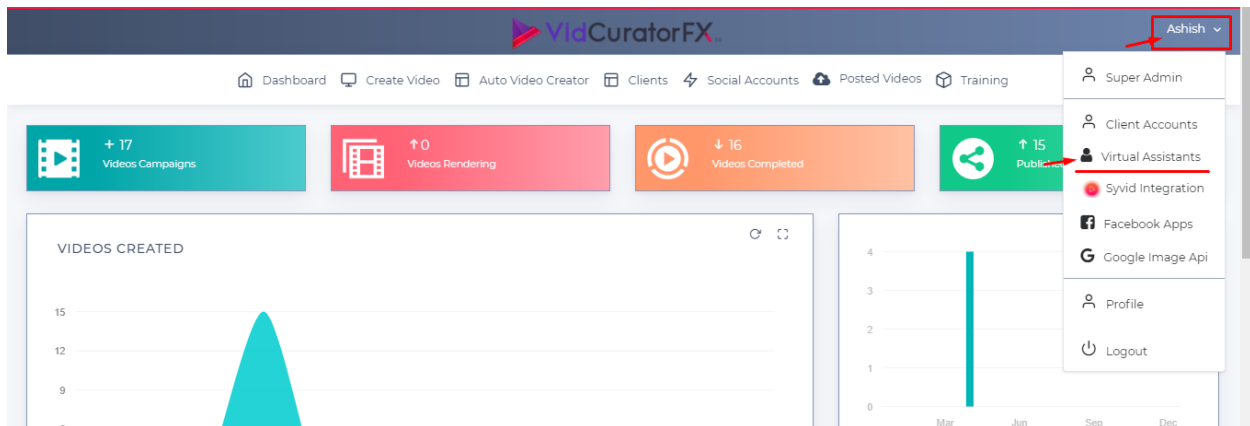 VidCuratorFX
Ashish
Dashboard Create Video Auto Video Creator Clients Social Accounts Posted Videos Training
Super Admin
Client Accounts
Virtual Assistants
Syvid Integration
Facebook Apps
Google Image Api
Profile
Logout
+ 17
Videos Campaigns
↑ 0
Videos Rendering
↓ 16
Videos Completed
↑ 15
VIDEOS CREATED
15
12
9
4
3
2
1
0
Mar Jun Sep Dec